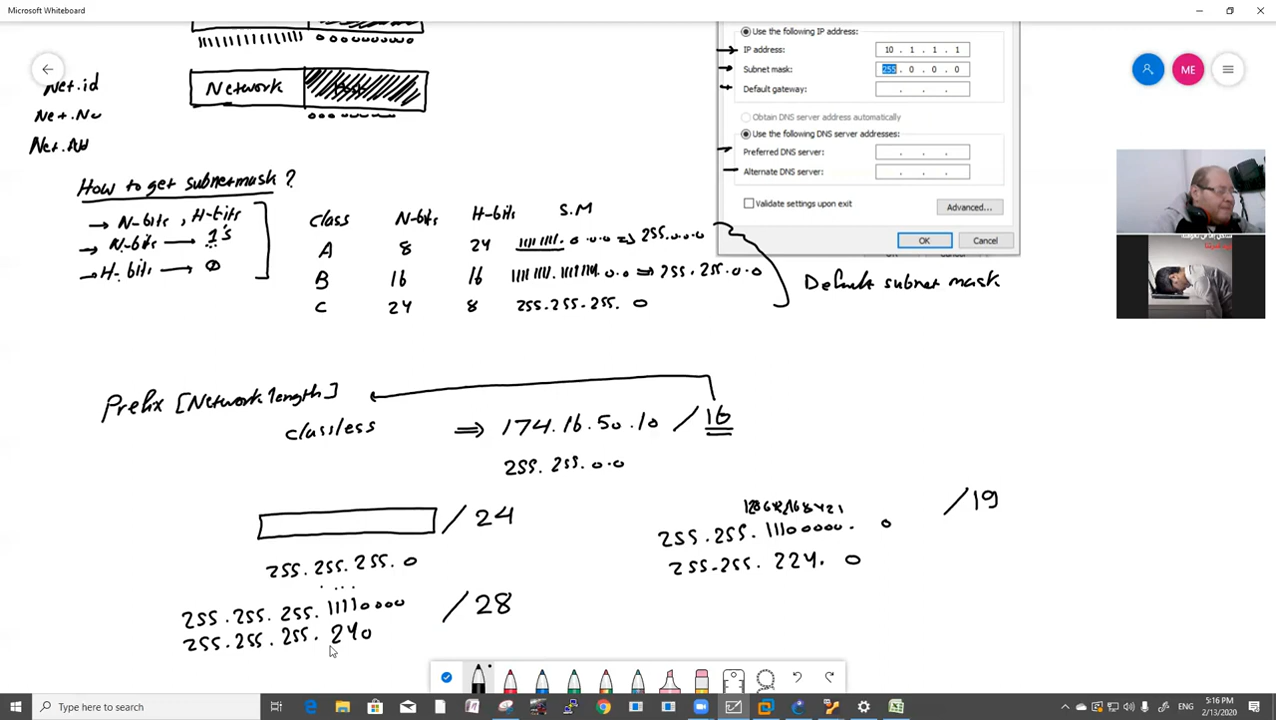 Microsoft Whiteboard
Network
Net.id
Net.No
Net.Add
How to get subnetmask?
→ N-bits, H-bits
→ N-bits → 1's
→ H-bits → 0
Class N-bits H-bits S.M
A 8 24 11111111.0.0.0 ⇒ 255.0.0.0
B 16 16 11111111.11111111.0.0 ⇒ 255.255.0.0
C 24 8 255.255.255.0
Default subnet mask
Use the following IP address:
IP address: 10 . 1 . 1 . 1
Subnet mask: 255 . 0 . 0 . 0
Default gateway: . . .
Obtain DNS server address automatically
Use the following DNS server addresses:
Preferred DNS server: . . .
Alternate DNS server: . . .
Validate settings upon exit
Advanced...
OK Cancel
ME
Prefix [Network length]
classless ⇒ 174.16.50.10 /16
255.255.0.0
/24
255.255.255.0
255.255.255.11110000 /28
255.255.255.240
/19
255.255.11100000. 0
255.255.224. 0
Type here to search
ENG
5:16 PM
2/13/2020